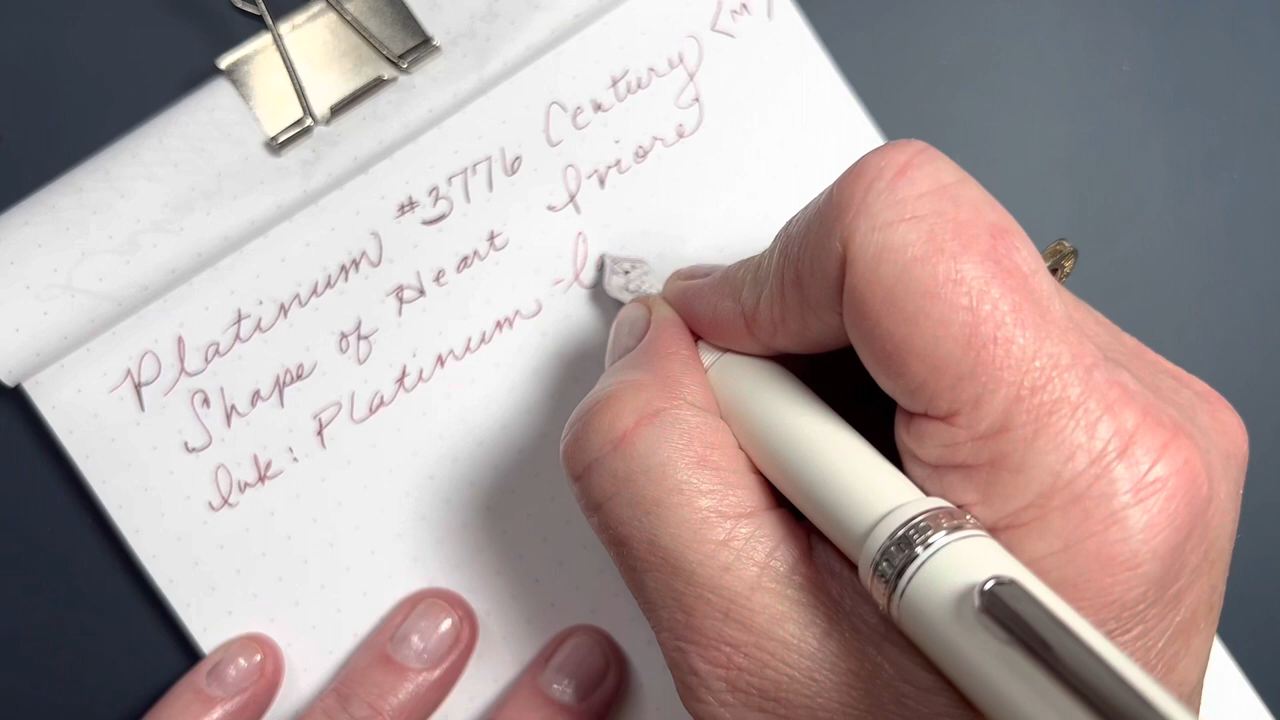 Platinum #3776 Century <M>
Shape of Heart Ivoire
Ink: Platinum -